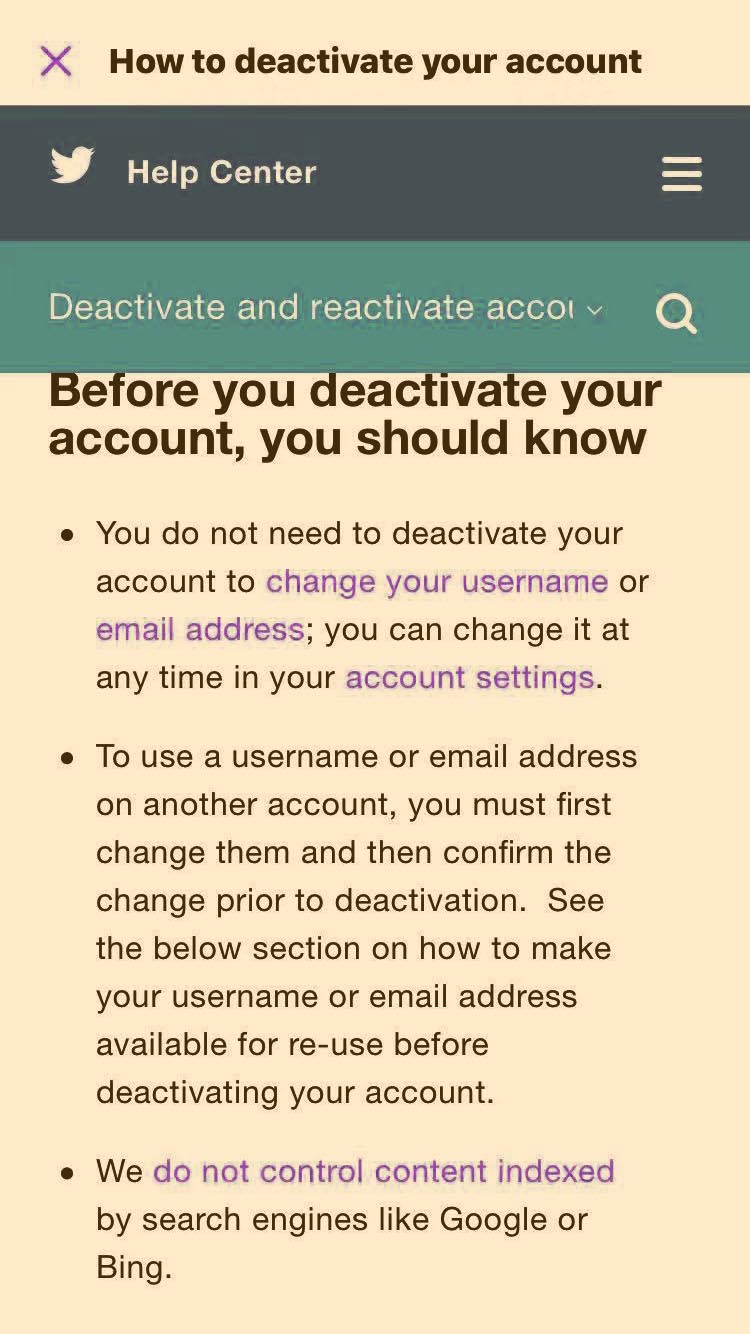 How to deactivate your account
Help Center
Deactivate and reactivate accou
Before you deactivate your
account, you should know
You do not need to deactivate your
account to change your username or
email address; you can change it at
any time in your account settings.
To use a username or email address
on another account, you must first
change them and then confirm the
change prior to deactivation.  See
the below section on how to make
your username or email address
available for re-use before
deactivating your account.
We do not control content indexed
by search engines like Google or
Bing.